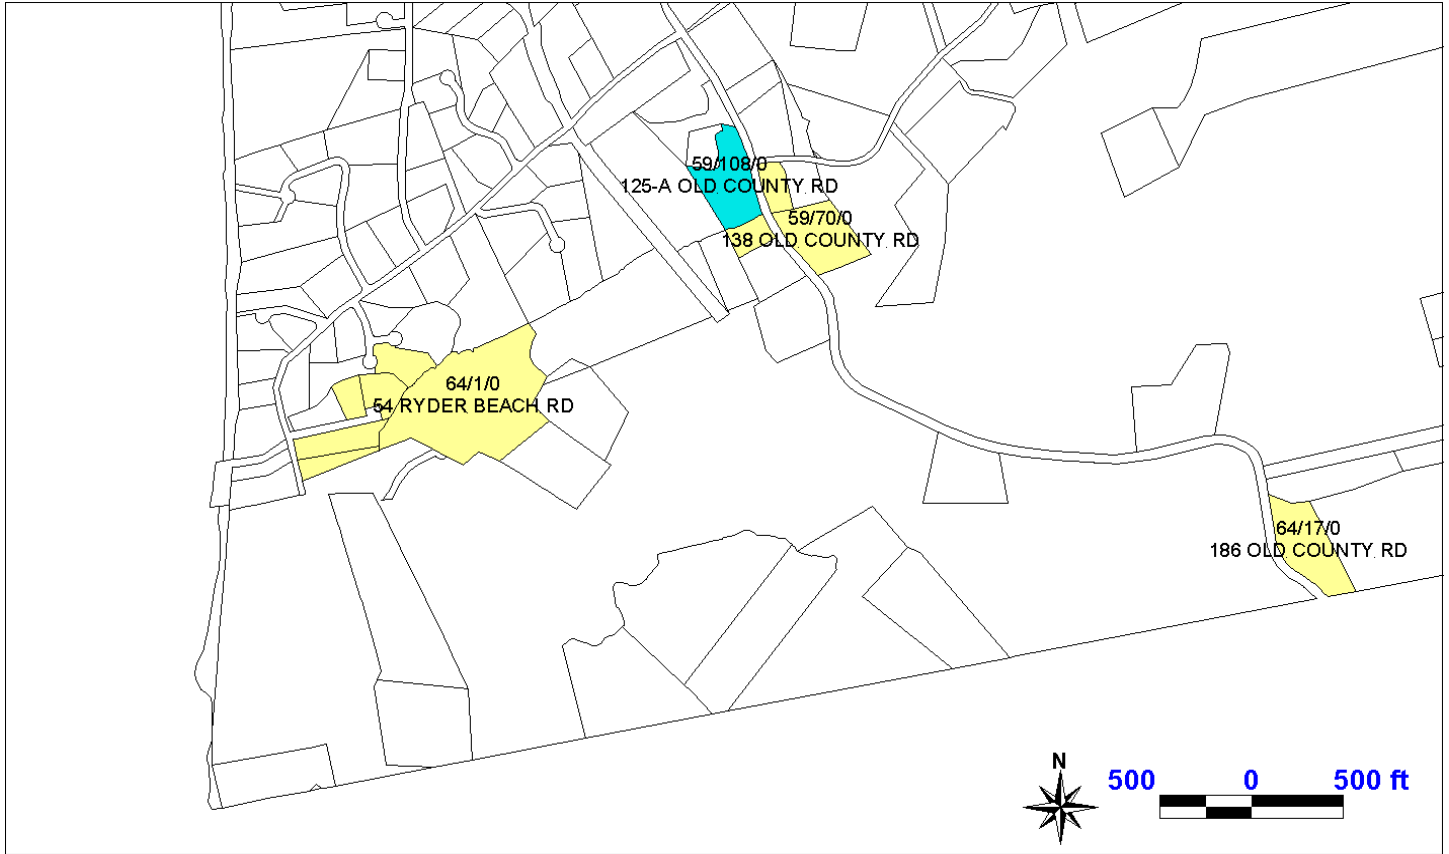 59/108/0
125-A OLD COUNTY RD
59/70/0
138 OLD COUNTY RD
64/1/0
54 RYDER BEACH RD
64/17/0
186 OLD COUNTY RD
N
500 0 500 ft